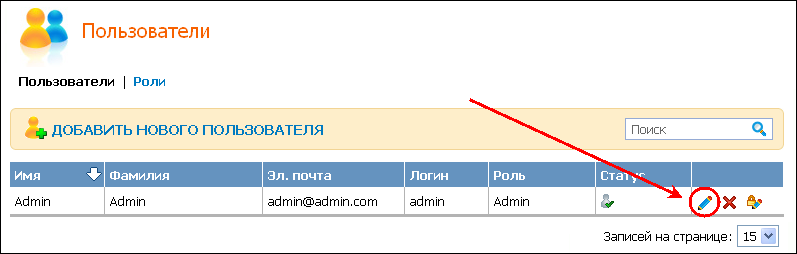 Пользователи
Пользователи | Роли
ДОБАВИТЬ НОВОГО ПОЛЬЗОВАТЕЛЯ Поиск
Имя Фамилия Эл. почта Логин Роль Статус
Admin Admin admin@admin.com admin Admin
Записей на странице: 15